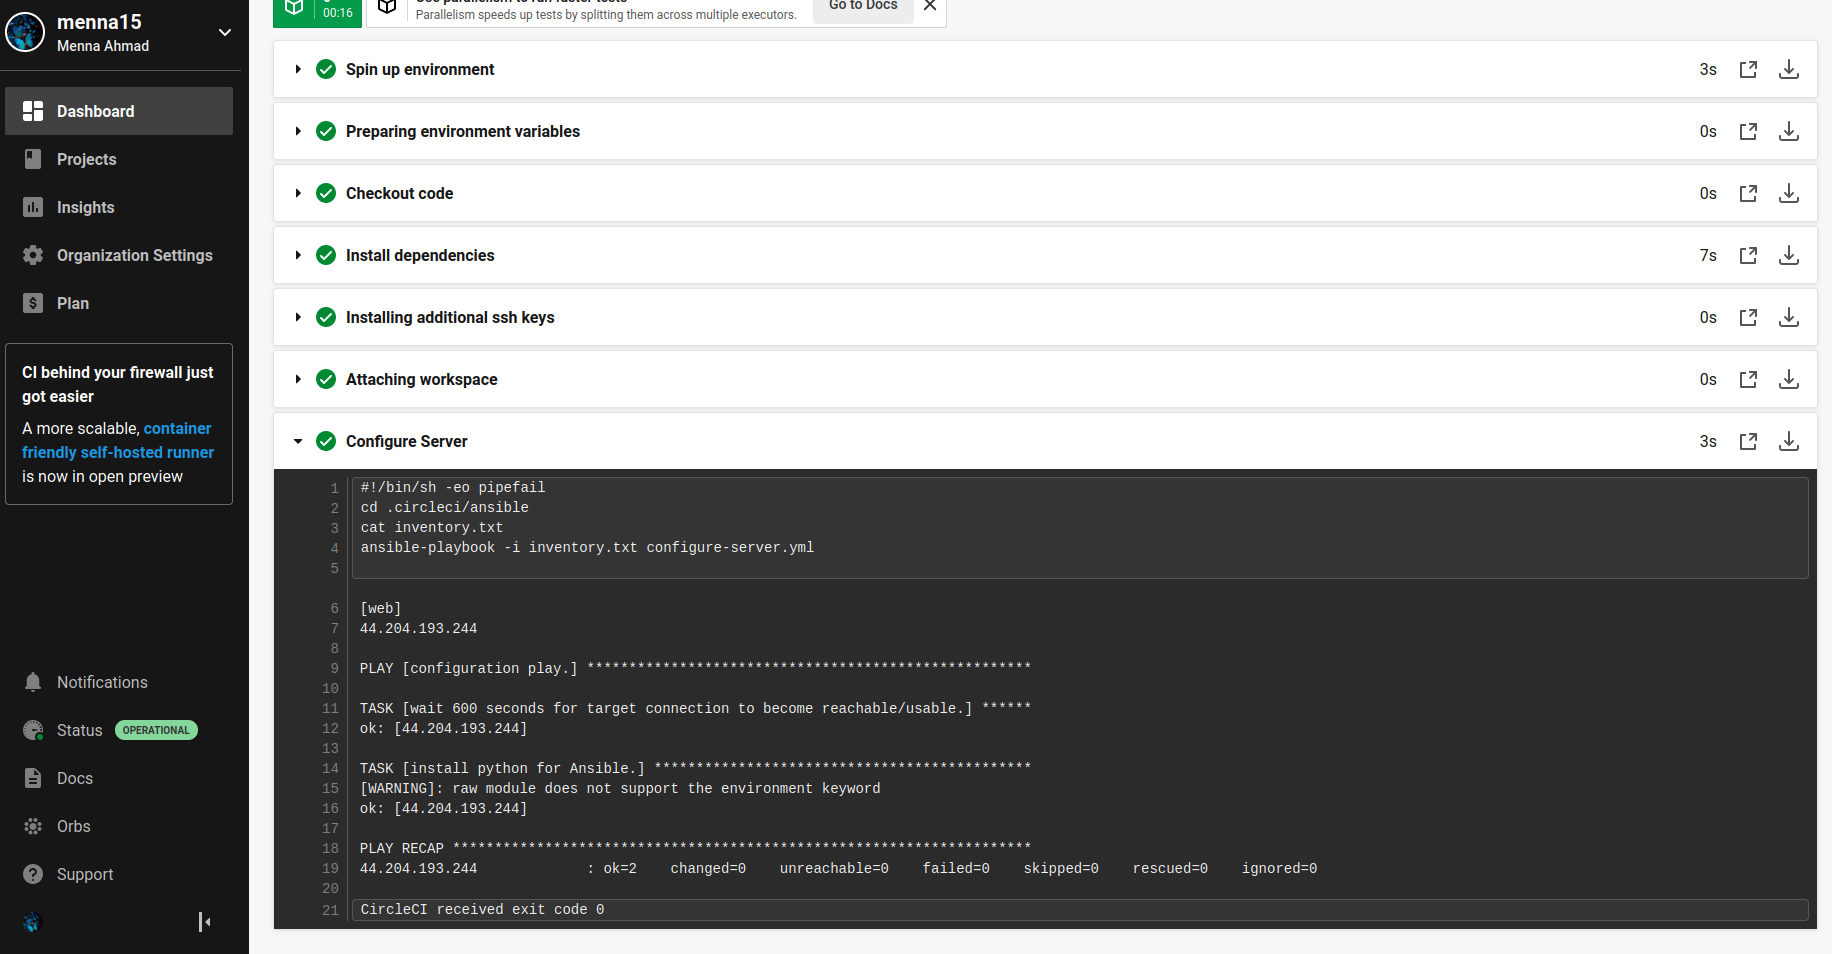 menna15
Menna Ahmad
Dashboard
Projects
Insights
Organization Settings
Plan
CI behind your firewall just
got easier
A more scalable, container
friendly self-hosted runner
is now in open preview
Notifications
Status OPERATIONAL
Docs
Orbs
Support
00:16
Use parallelism to run faster tests
Parallelism speeds up tests by splitting them across multiple executors.
Go to Docs
Spin up environment 3s
Preparing environment variables 0s
Checkout code 0s
Install dependencies 7s
Installing additional ssh keys 0s
Attaching workspace 0s
Configure Server 3s
1 #!/bin/sh -eo pipefail
2 cd .circleci/ansible
3 cat inventory.txt
4 ansible-playbook -i inventory.txt configure-server.yml
5
6 [web]
7 44.204.193.244
8
9 PLAY [configuration play.] *****************************************************
10
11 TASK [wait 600 seconds for target connection to become reachable/usable.] ******
12 ok: [44.204.193.244]
13
14 TASK [install python for Ansible.] *********************************************
15 [WARNING]: raw module does not support the environment keyword
16 ok: [44.204.193.244]
17
18 PLAY RECAP *********************************************************************
19 44.204.193.244             : ok=2    changed=0    unreachable=0    failed=0    skipped=0    rescued=0    ignored=0
20
21 CircleCI received exit code 0